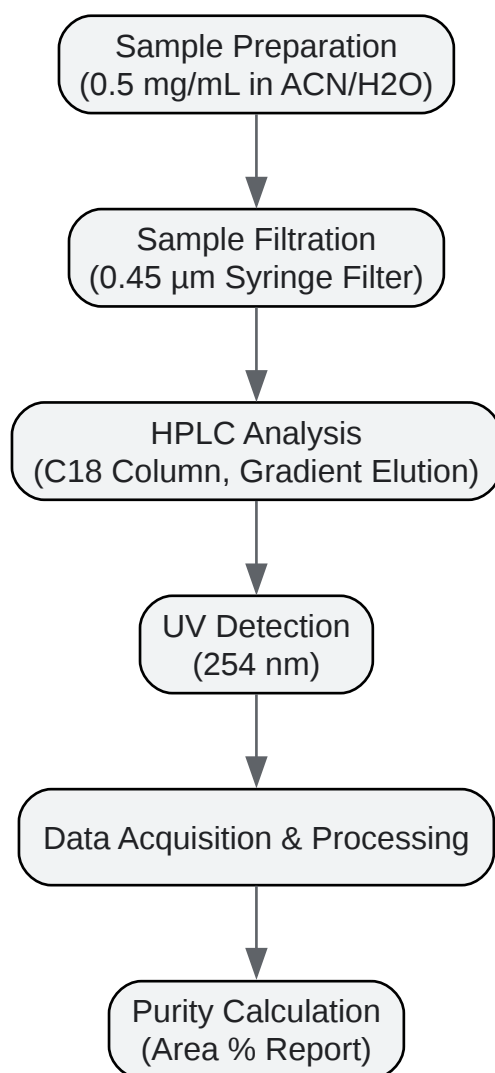 Sample Preparation
(0.5 mg/mL in ACN/H2O)
Sample Filtration
(0.45 µm Syringe Filter)
HPLC Analysis
(C18 Column, Gradient Elution)
UV Detection
(254 nm)
Data Acquisition & Processing
Purity Calculation
(Area % Report)